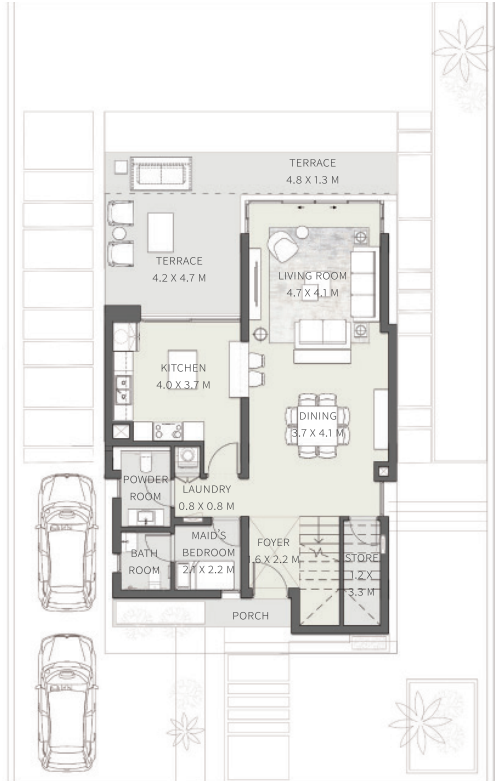 TERRACE
4.8 X 1.3 M
TERRACE
4.2 X 4.7 M
LIVING ROOM
4.7 X 4.1 M
KITCHEN
4.0 X 3.7 M
DINING
3.7 X 4.1 M
POWDER
ROOM
LAUNDRY
0.8 X 0.8 M
MAID'S
BEDROOM
2.1 X 2.2 M
BATH
ROOM
FOYER
1.6 X 2.2 M
STORE
1.2 X
3.3 M
PORCH